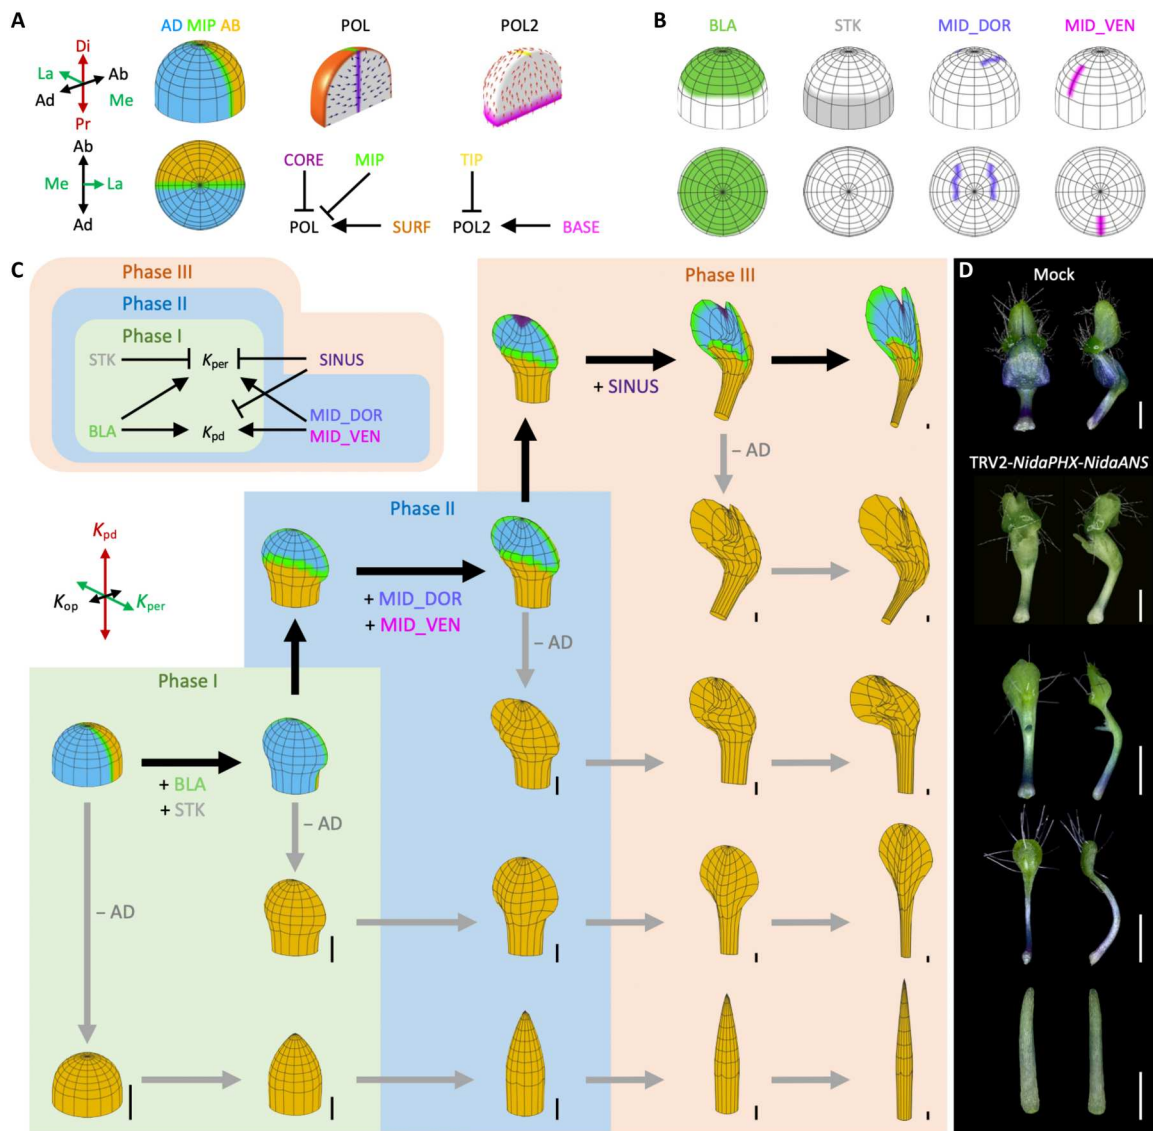 A
AD MIP AB
POL
POL2
Di
La
Ab
Ad
Me
Pr
Ab
Me
La
Ad
CORE
MIP
TIP
POL
SURF
POL2
BASE
B
BLA
STK
MID_DOR
MID_VEN
C
Phase III
Phase II
Phase I
STK
Kper
SINUS
BLA
Kpd
MID_DOR
MID_VEN
Phase III
+ SINUS
– AD
Kpd
Kop
Kper
Phase II
+ MID_DOR
+ MID_VEN
– AD
Phase I
+ BLA
+ STK
– AD
– AD
D
Mock
TRV2-NidaPHX-NidaANS